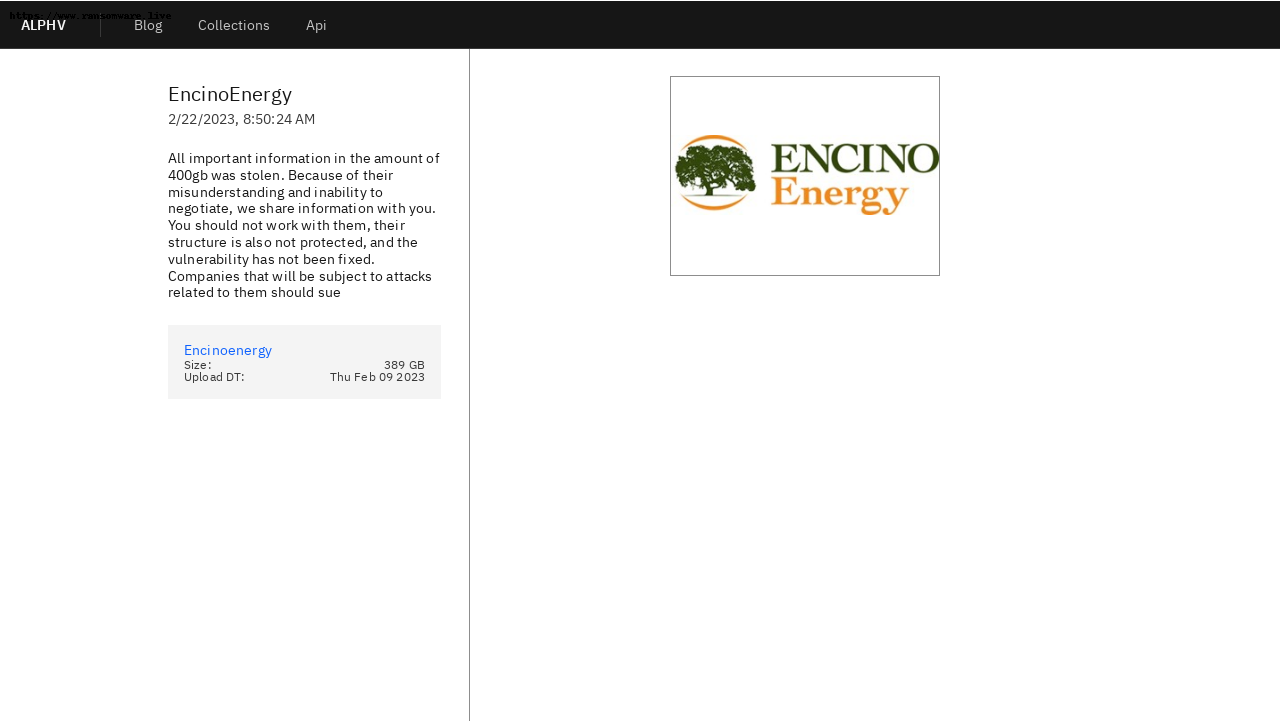 https://www.ransomware.live
ALPHV
Blog
Collections
Api
EncinoEnergy
2/22/2023, 8:50:24 AM
All important information in the amount of
400gb was stolen. Because of their
misunderstanding and inability to
negotiate, we share information with you.
You should not work with them, their
structure is also not protected, and the
vulnerability has not been fixed.
Companies that will be subject to attacks
related to them should sue
Encinoenergy
Size: 389 GB
Upload DT: Thu Feb 09 2023
ENCINO
Energy